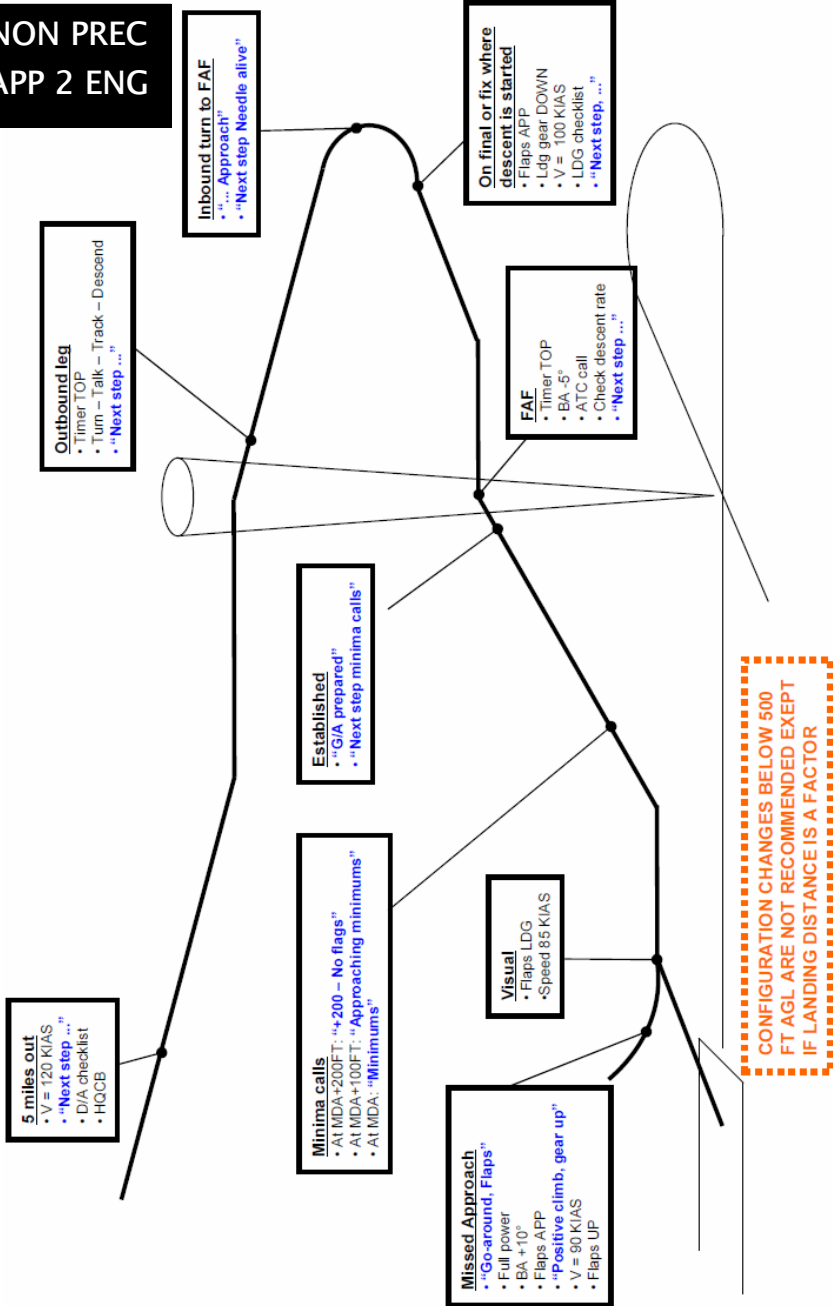 NON PREC
APP 2 ENG
5 miles out
• V = 120 KIAS
• “Next step ...”
• D/A checklist
• HQCB
Outbound leg
• Timer TOP
• Turn – Talk – Track – Descend
• “Next step ...”
Inbound turn to FAF
• “... Approach”
• “Next step Needle alive”
On final or fix where
descent is started
• Flaps APP
• Ldg gear DOWN
• V = 100 KIAS
• LDG checklist
• “Next step, ...”
FAF
• Timer TOP
• BA -5°
• ATC call
• Check descent rate
• “Next step ...”
Established
• “G/A prepared”
• “Next step minima calls”
Minima calls
• At MDA+200FT: “+200 – No flags”
• At MDA+100FT: “Approaching minimums”
• At MDA: “Minimums”
Visual
• Flaps LDG
•Speed 85 KIAS
Missed Approach
• “Go-around, Flaps”
• Full power
• BA +10°
• Flaps APP
• “Positive climb, gear up”
• V = 90 KIAS
• Flaps UP
CONFIGURATION CHANGES BELOW 500
FT AGL ARE NOT RECOMMENDED EXEPT
IF LANDING DISTANCE IS A FACTOR